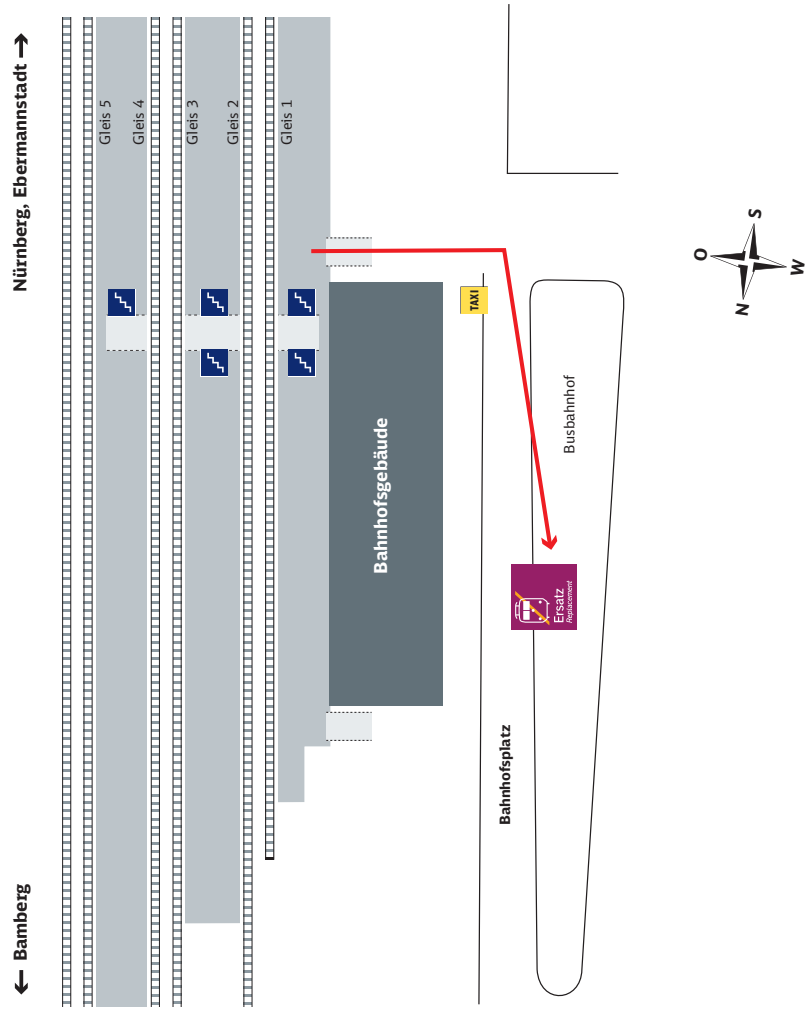 ← Bamberg
Nürnberg, Ebermannstadt →
Gleis 5
Gleis 4
Gleis 3
Gleis 2
Gleis 1
Bahnhofsgebäude
TAXI
Bahnhofsplatz
Busbahnhof
Ersatz
Replacement
N
O
S
W